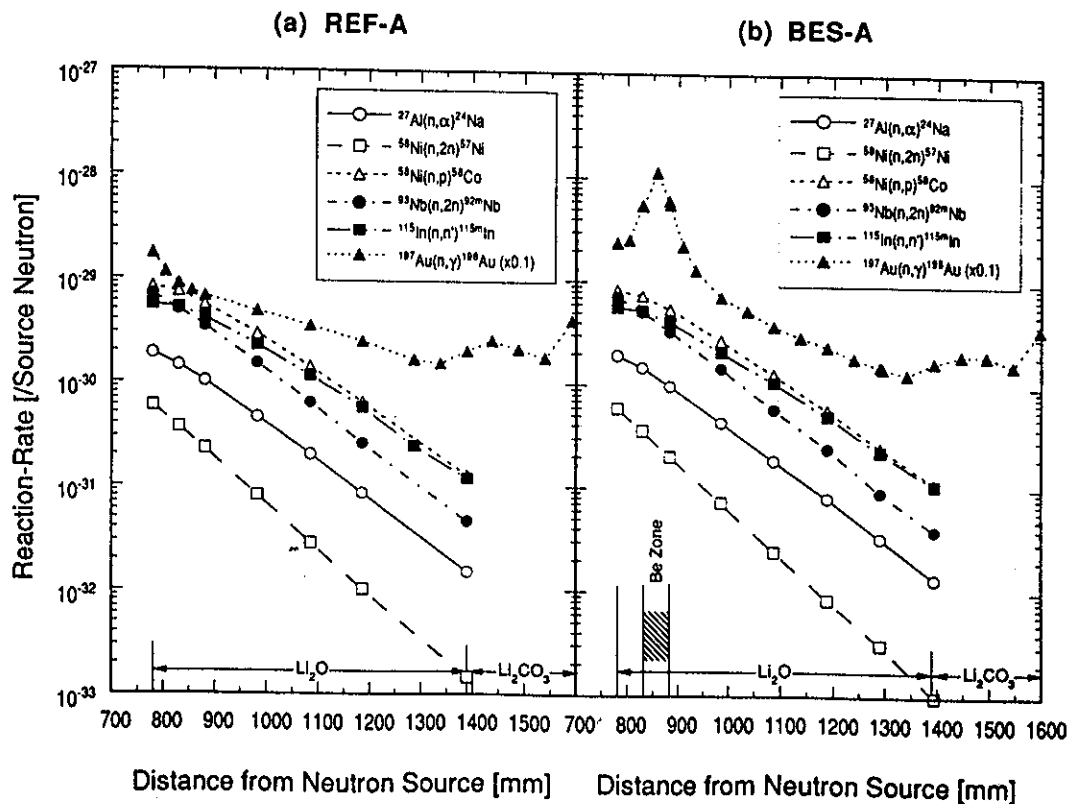 (a) REF-A
(b) BES-A
Reaction-Rate [/Source Neutron]
10⁻²⁷
10⁻²⁸
10⁻²⁹
10⁻³⁰
10⁻³¹
10⁻³²
10⁻³³
²⁷Al(n,α)²⁴Na
⁵⁸Ni(n,2n)⁵⁷Ni
⁵⁸Ni(n,p)⁵⁸Co
⁹³Nb(n,2n)⁹²ᵐNb
¹¹⁵In(n,n')¹¹⁵ᵐIn
¹⁹⁷Au(n,γ)¹⁹⁸Au (x0.1)
Li₂O
Li₂CO₃
700 800 900 1000 1100 1200 1300 1400 1500
Distance from Neutron Source [mm]
²⁷Al(n,α)²⁴Na
⁵⁸Ni(n,2n)⁵⁷Ni
⁵⁸Ni(n,p)⁵⁸Co
⁹³Nb(n,2n)⁹²ᵐNb
¹¹⁵In(n,n')¹¹⁵ᵐIn
¹⁹⁷Au(n,γ)¹⁹⁸Au (x0.1)
Be Zone
Li₂O
Li₂CO₃
700 800 900 1000 1100 1200 1300 1400 1500 1600
Distance from Neutron Source [mm]